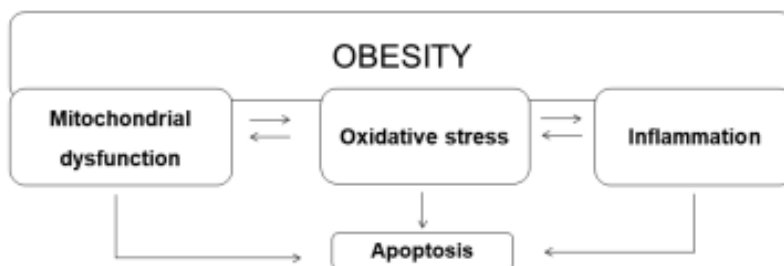 OBESITY
Mitochondrial
dysfunction
Oxidative stress
Inflammation
Apoptosis